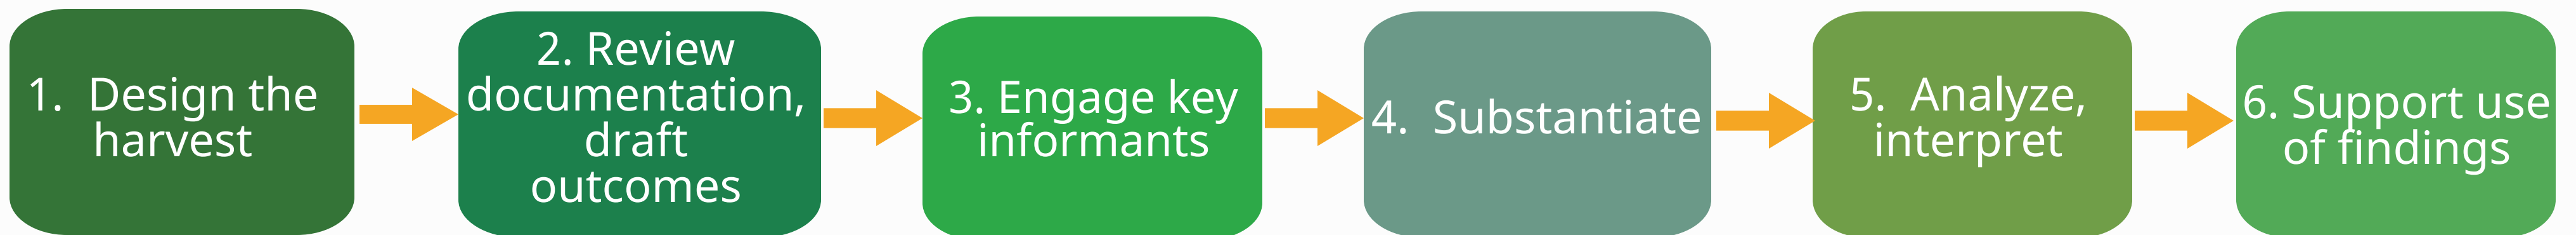 1.  Design the
harvest
2. Review
documentation,
draft
outcomes
3. Engage key
informants
4.  Substantiate
5.  Analyze,
interpret
6. Support use
of findings